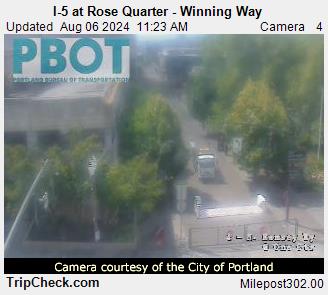 I-5 at Rose Quarter - Winning Way
Updated Aug 06 2024 11:23 AM Camera 4
PBOT
PORTLAND BUREAU OF TRANSPORTATION
Camera courtesy of the City of Portland
TripCheck.com Milepost302.00